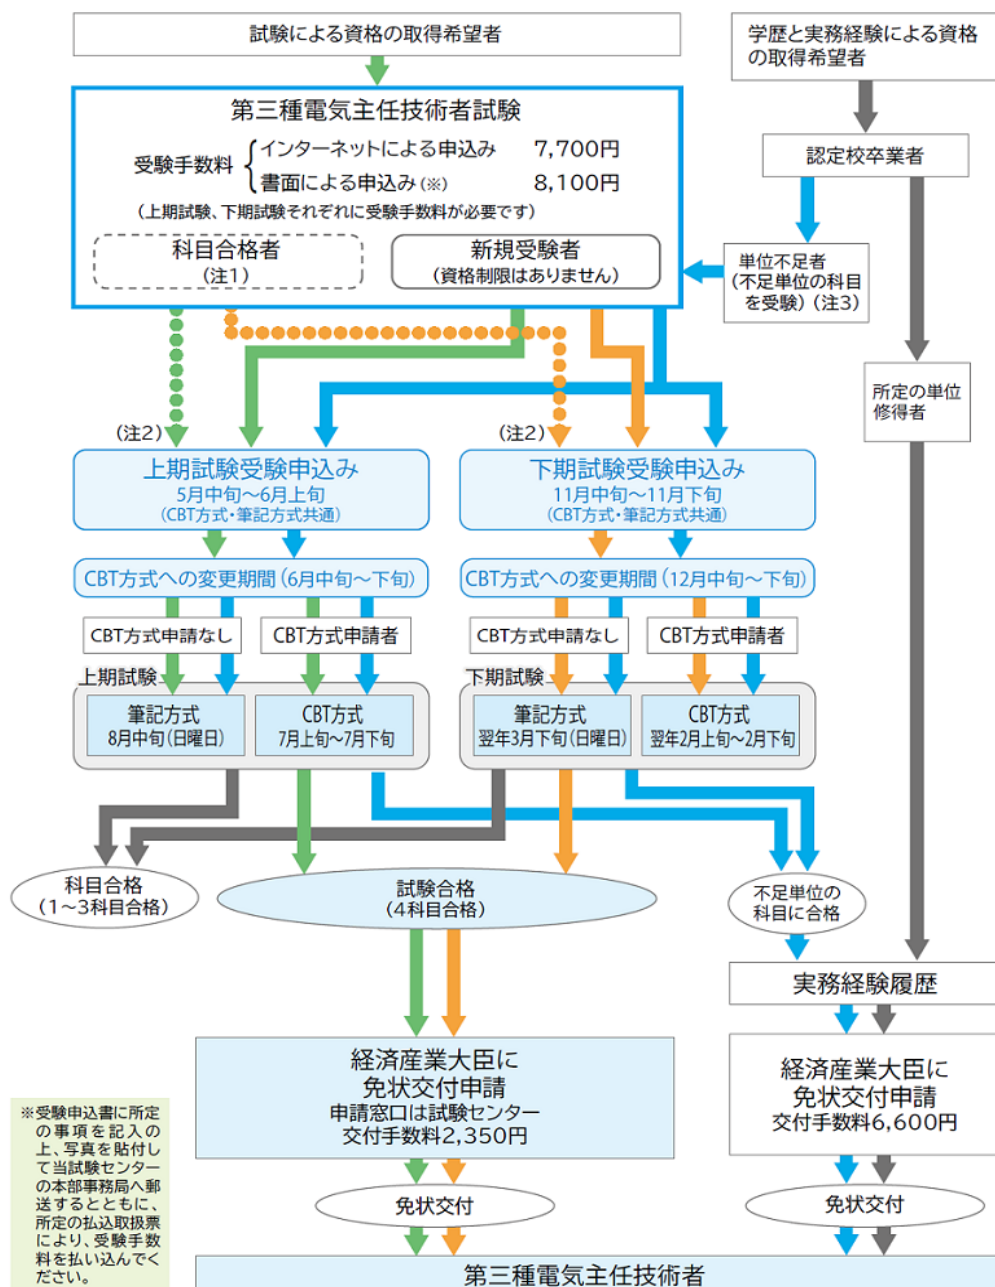 試験による資格の取得希望者
学歴と実務経験による資格
の取得希望者
第三種電気主任技術者試験
受験手数料
インターネットによる申込み 7,700円
書面による申込み(※) 8,100円
(上期試験、下期試験それぞれに受験手数料が必要です)
科目合格者
(注1)
新規受験者
(資格制限はありません)
認定校卒業者
単位不足者
(不足単位の科目
を受験)(注3)
所定の単位
修得者
(注2)
(注2)
上期試験受験申込み
5月中旬～6月上旬
(CBT方式・筆記方式共通)
下期試験受験申込み
11月中旬～11月下旬
(CBT方式・筆記方式共通)
CBT方式への変更期間(6月中旬～下旬)
CBT方式への変更期間(12月中旬～下旬)
CBT方式申請なし
CBT方式申請者
CBT方式申請なし
CBT方式申請者
上期試験
下期試験
筆記方式
8月中旬(日曜日)
CBT方式
7月上旬～7月下旬
筆記方式
翌年3月下旬(日曜日)
CBT方式
翌年2月上旬～2月下旬
科目合格
(1～3科目合格)
試験合格
(4科目合格)
不足単位の
科目に合格
実務経験履歴
経済産業大臣に
免状交付申請
申請窓口は試験センター
交付手数料2,350円
経済産業大臣に
免状交付申請
交付手数料6,600円
※受験申込書に所定
の事項を記入の
上、写真を貼付し
て当試験センター
の本部事務局へ郵
送するとともに、
所定の払込取扱票
により、受験手数
料を払い込んでく
ださい。
免状交付
免状交付
第三種電気主任技術者